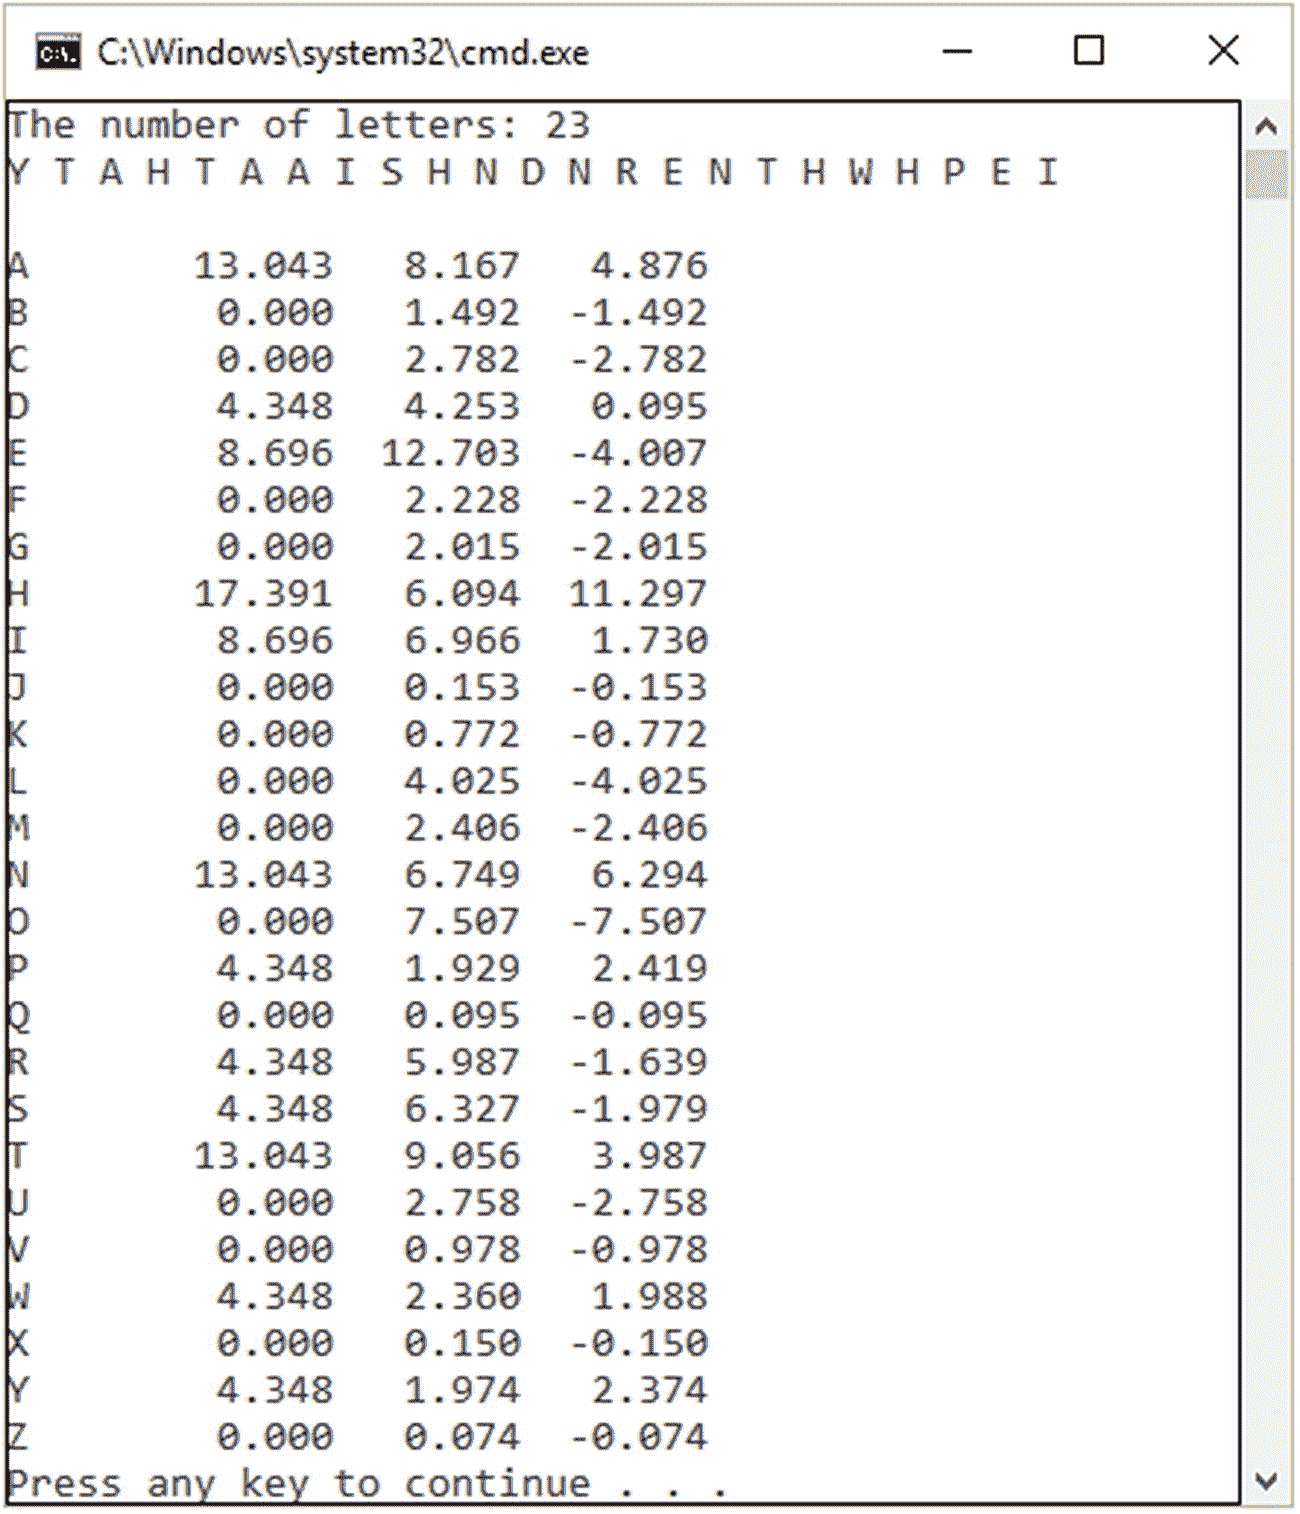 C:\Windows\system32\cmd.exe
The number of letters: 23
Y T A H T A A I S H N D N R E N T H W H P E I
A 13.043 8.167 4.876
B 0.000 1.492 -1.492
C 0.000 2.782 -2.782
D 4.348 4.253 0.095
E 8.696 12.703 -4.007
F 0.000 2.228 -2.228
G 0.000 2.015 -2.015
H 17.391 6.094 11.297
I 8.696 6.966 1.730
J 0.000 0.153 -0.153
K 0.000 0.772 -0.772
L 0.000 4.025 -4.025
M 0.000 2.406 -2.406
N 13.043 6.749 6.294
O 0.000 7.507 -7.507
P 4.348 1.929 2.419
Q 0.000 0.095 -0.095
R 4.348 5.987 -1.639
S 4.348 6.327 -1.979
T 13.043 9.056 3.987
U 0.000 2.758 -2.758
V 0.000 0.978 -0.978
W 4.348 2.360 1.988
X 0.000 0.150 -0.150
Y 4.348 1.974 2.374
Z 0.000 0.074 -0.074
Press any key to continue . . .